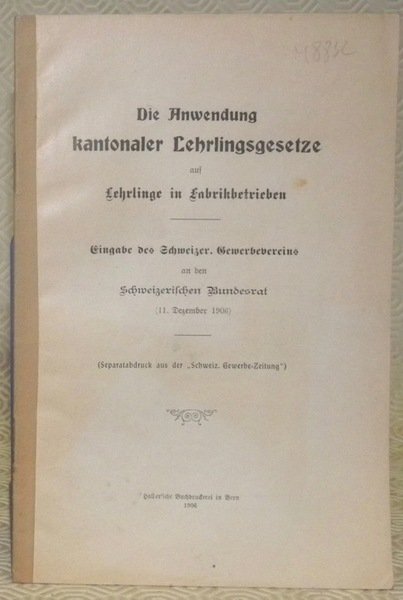 Die Anwendung
kantonaler Lehrlingsgesetze
auf
Lehrlinge in Fabrikbetrieben
Eingabe des Schweizer. Gewerbevereins
an den
Schweizerischen Bundesrat
(11. Dezember 1906)
(Separatabdruck aus der „Schweiz. Gewerbe-Zeitung")
Haller'sche Buchdruckerei in Bern
1906